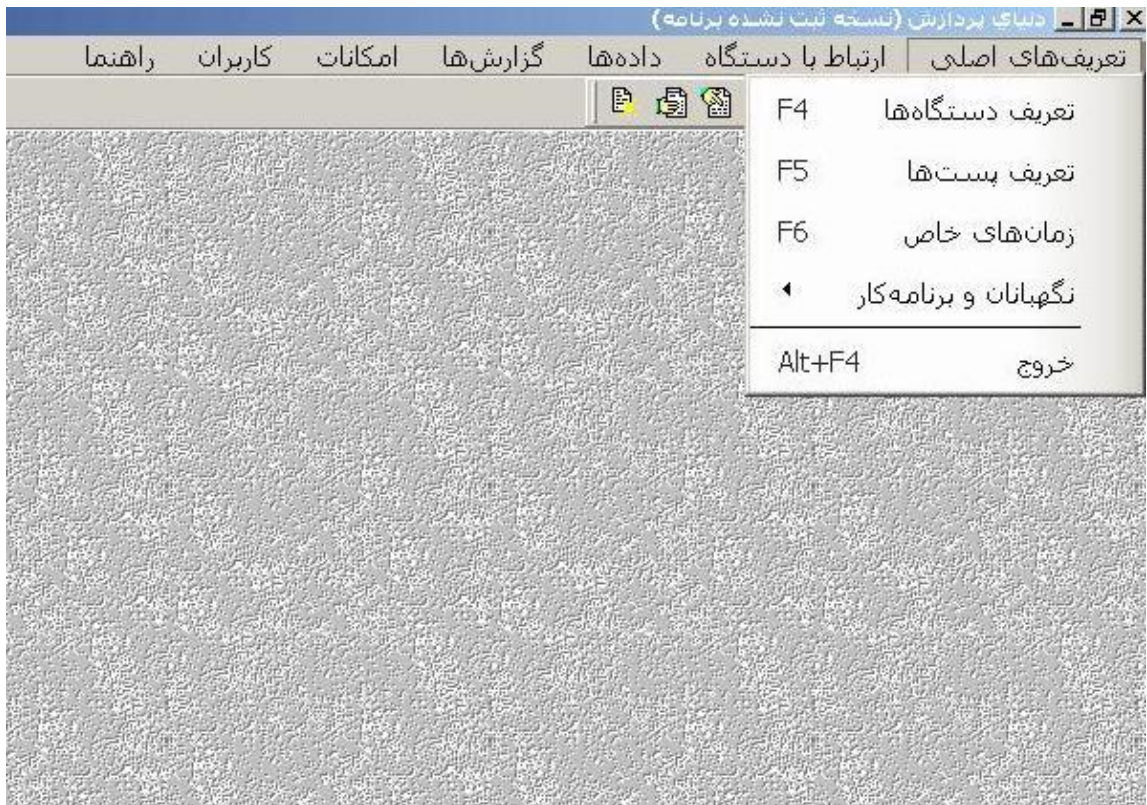 دنیای پردازش (نسخه ثبت نشده برنامه)
تعریف‌های اصلی ارتباط با دستگاه داده‌ها گزارش‌ها امکانات کاربران راهنما
تعریف دستگاه‌ها F4
تعریف پست‌ها F5
زمان‌های خاص F6
نگهبانان و برنامه‌کار
خروج Alt+F4